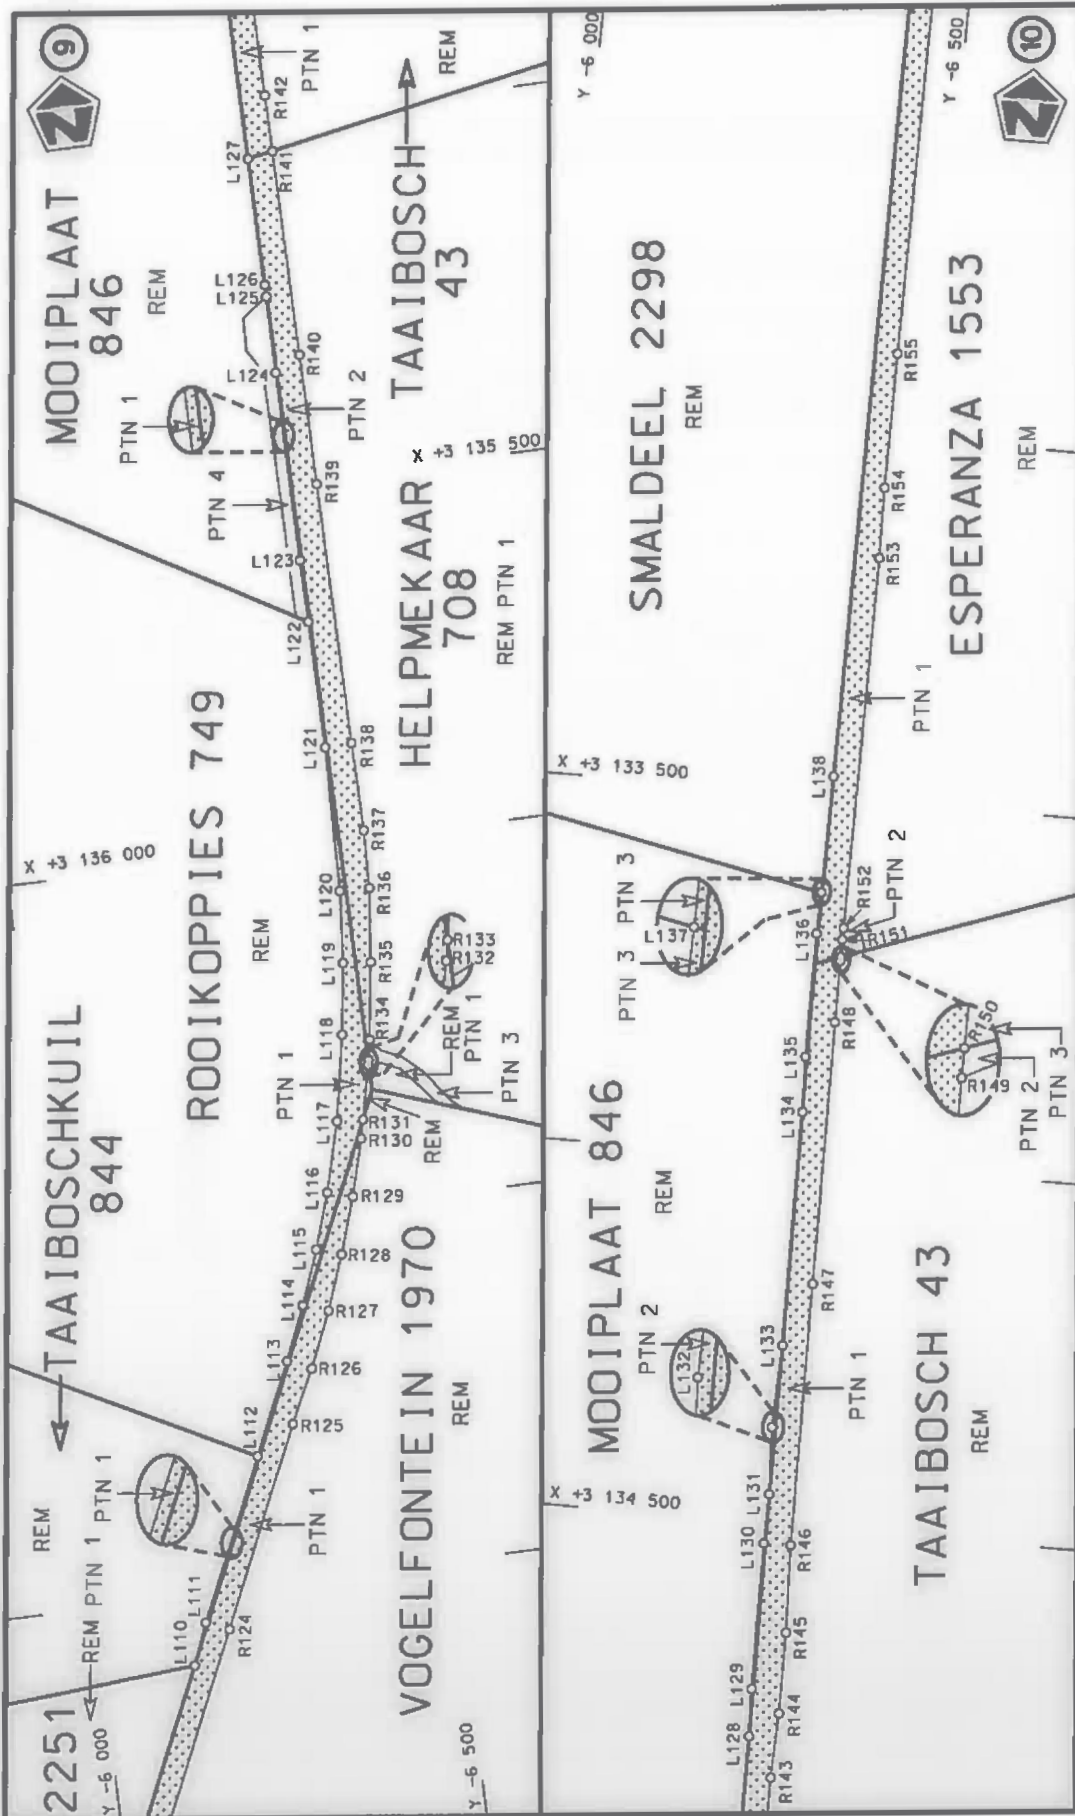 2251
Y -6 000
REM PTN 1
REM
TAAIBOSCHKUIL
844
PTN 1
L110
L111
R124
PTN 1
L112
R125
L113
R126
L114
R127
L115
R128
L116
R129
VOGELFONTEIN 1970
REM
Y -6 500
ROOIKOPPIES 749
REM
X +3 136 000
PTN 1
L117
R130
R131
REM
L118
R134
REM
PTN 1
PTN 3
R132
R133
L119
R135
L120
R136
R137
L121
R138
L122
L123
HELPMEKAAR
708
REM PTN 1
X +3 135 500
R139
PTN 4
PTN 1
PTN 2
L124
R140
L125
L126
MOOIPLAAT
846
REM
L127
R141
R142
PTN 1
TAAIBOSCH
43
REM
Z
9
L128
R143
L129
R144
R145
L130
R146
L131
X +3 134 500
L132
PTN 2
L133
PTN 1
R147
MOOIPLAAT 846
REM
TAAIBOSCH 43
REM
L134
L135
R148
L136
R149
R150
PTN 2
PTN 3
R151
R152
PTN 2
PTN 3
L137
PTN 3
L138
X +3 133 500
PTN 1
R153
R154
R155
SMALDEEL 2298
REM
ESPERANZA 1553
REM
Y -6 000
Y -6 500
Z
10